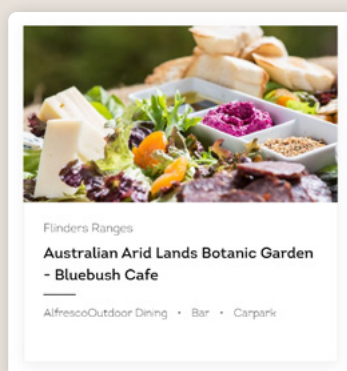 Flinders Ranges
Australian Arid Lands Botanic Garden
- Bluebush Cafe
AlfrescoOutdoor Dining • Bar • Carpark